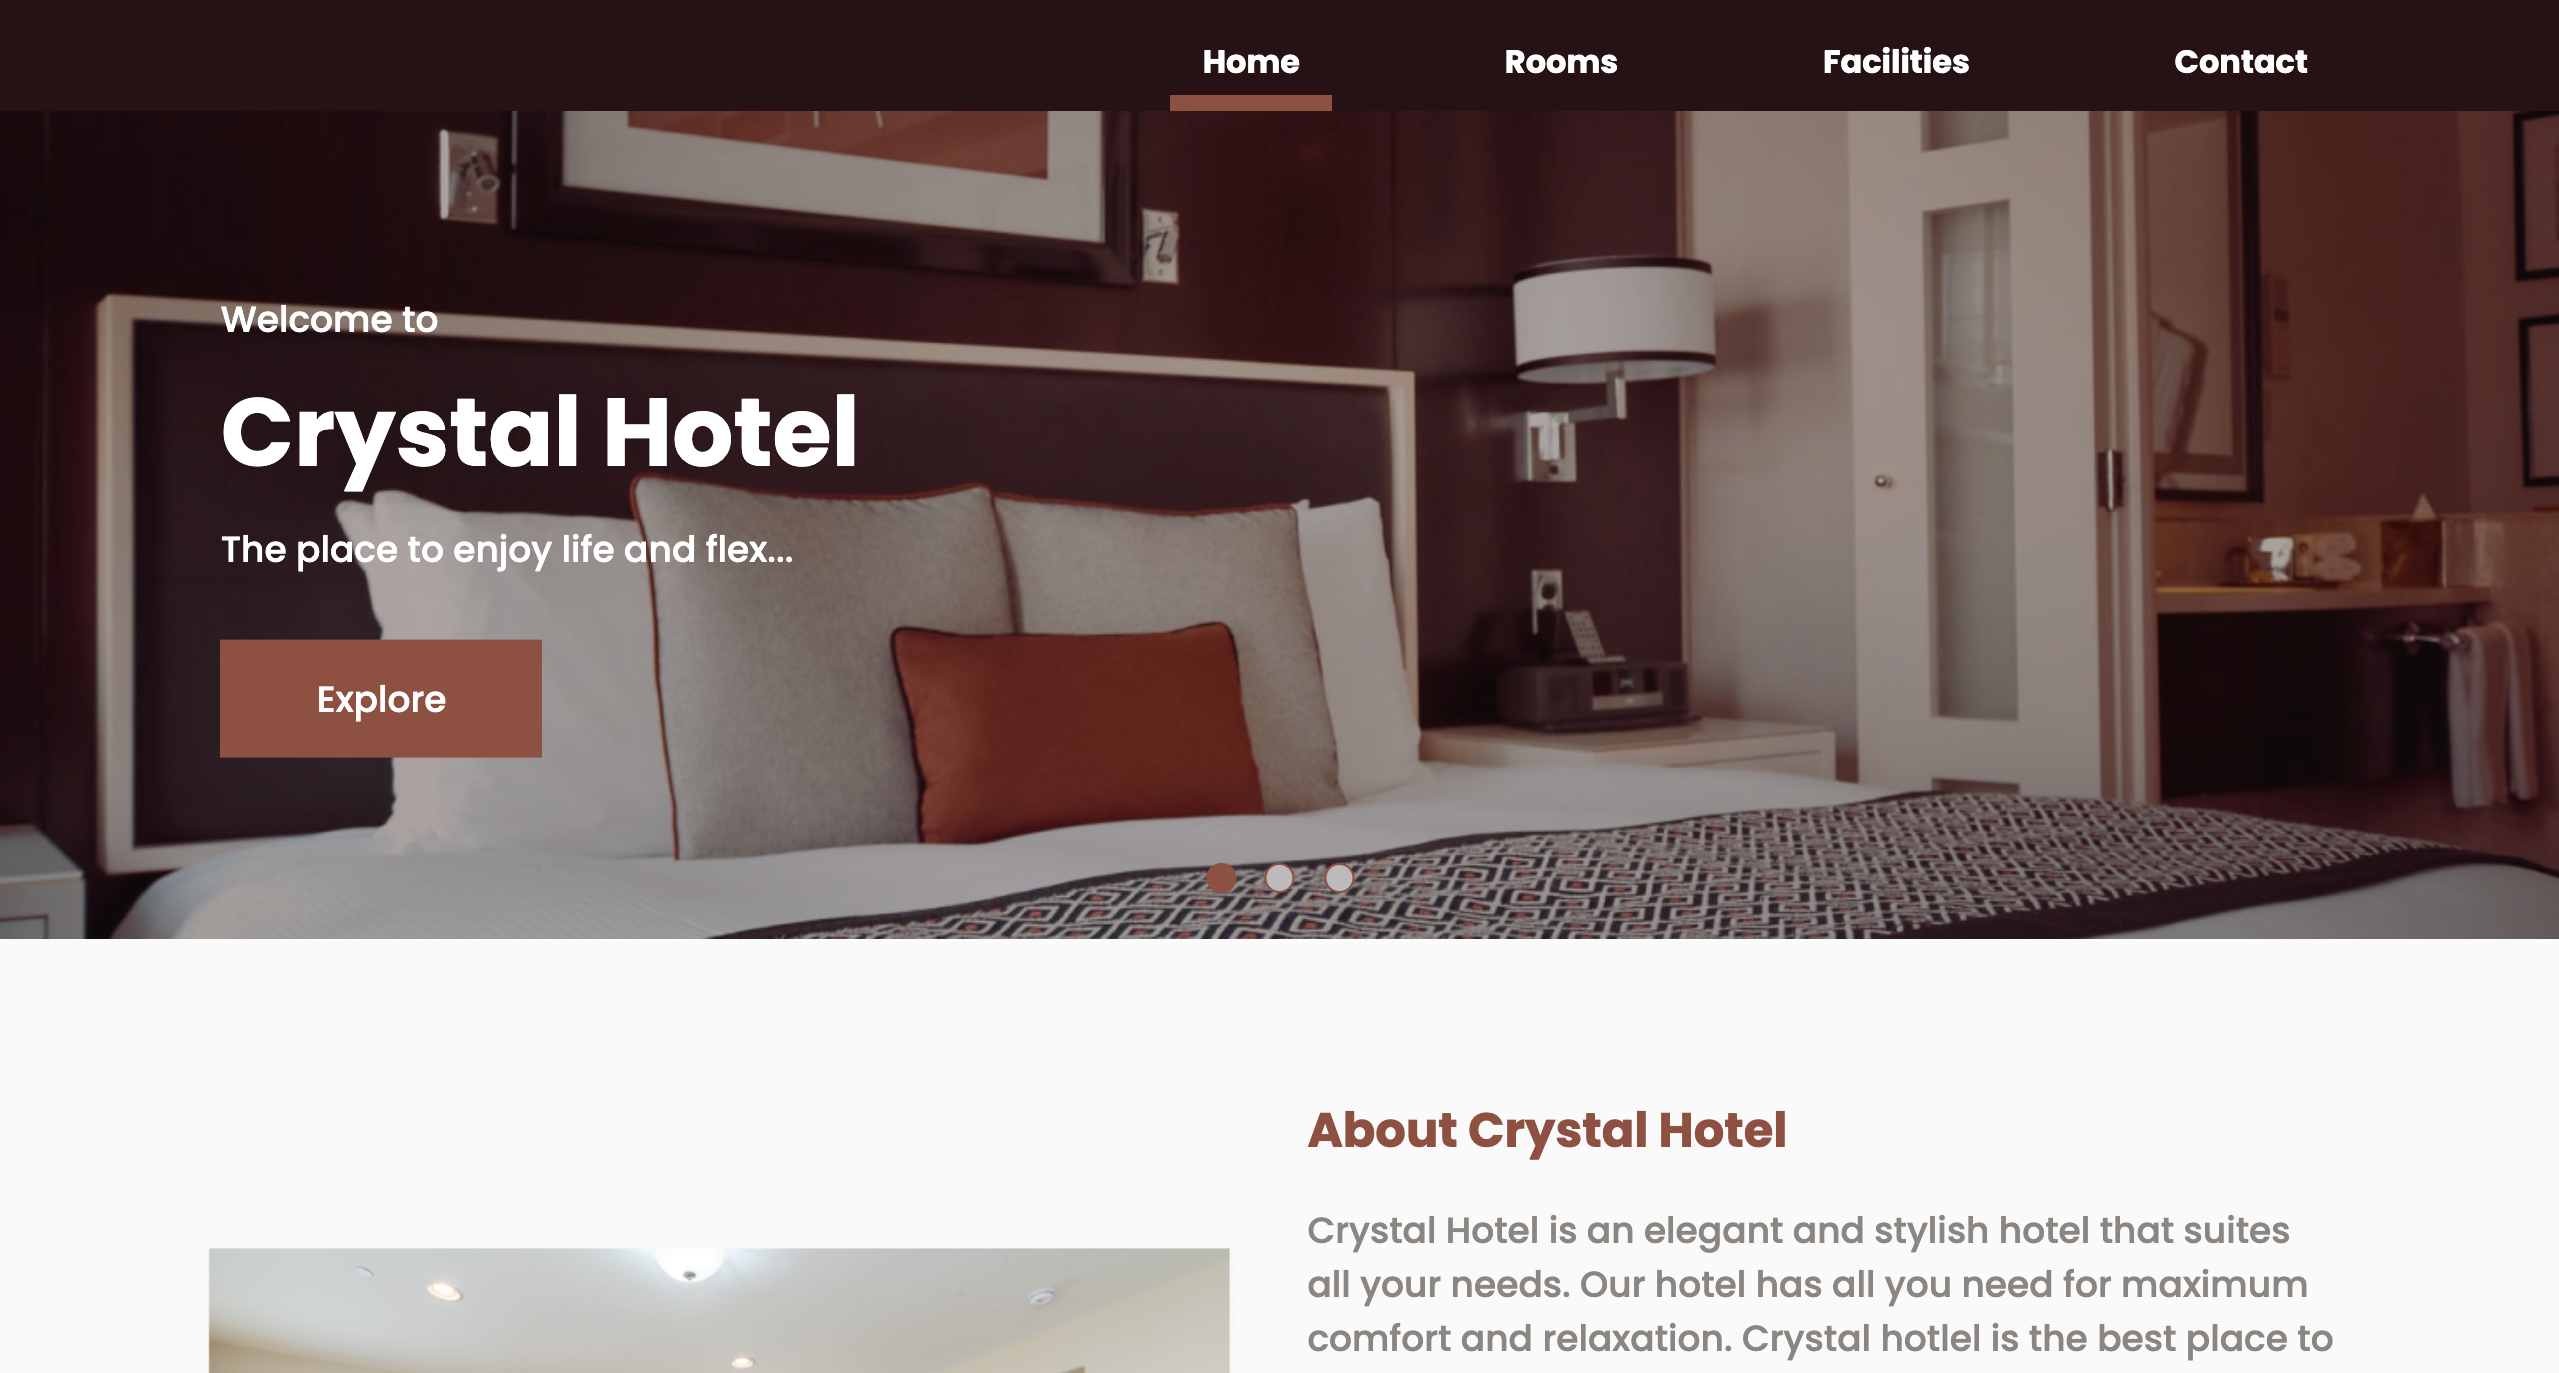 Home
Rooms
Facilities
Contact
Welcome to
Crystal Hotel
The place to enjoy life and flex...
Explore
About Crystal Hotel
Crystal Hotel is an elegant and stylish hotel that suites
all your needs. Our hotel has all you need for maximum
comfort and relaxation. Crystal hotlel is the best place to